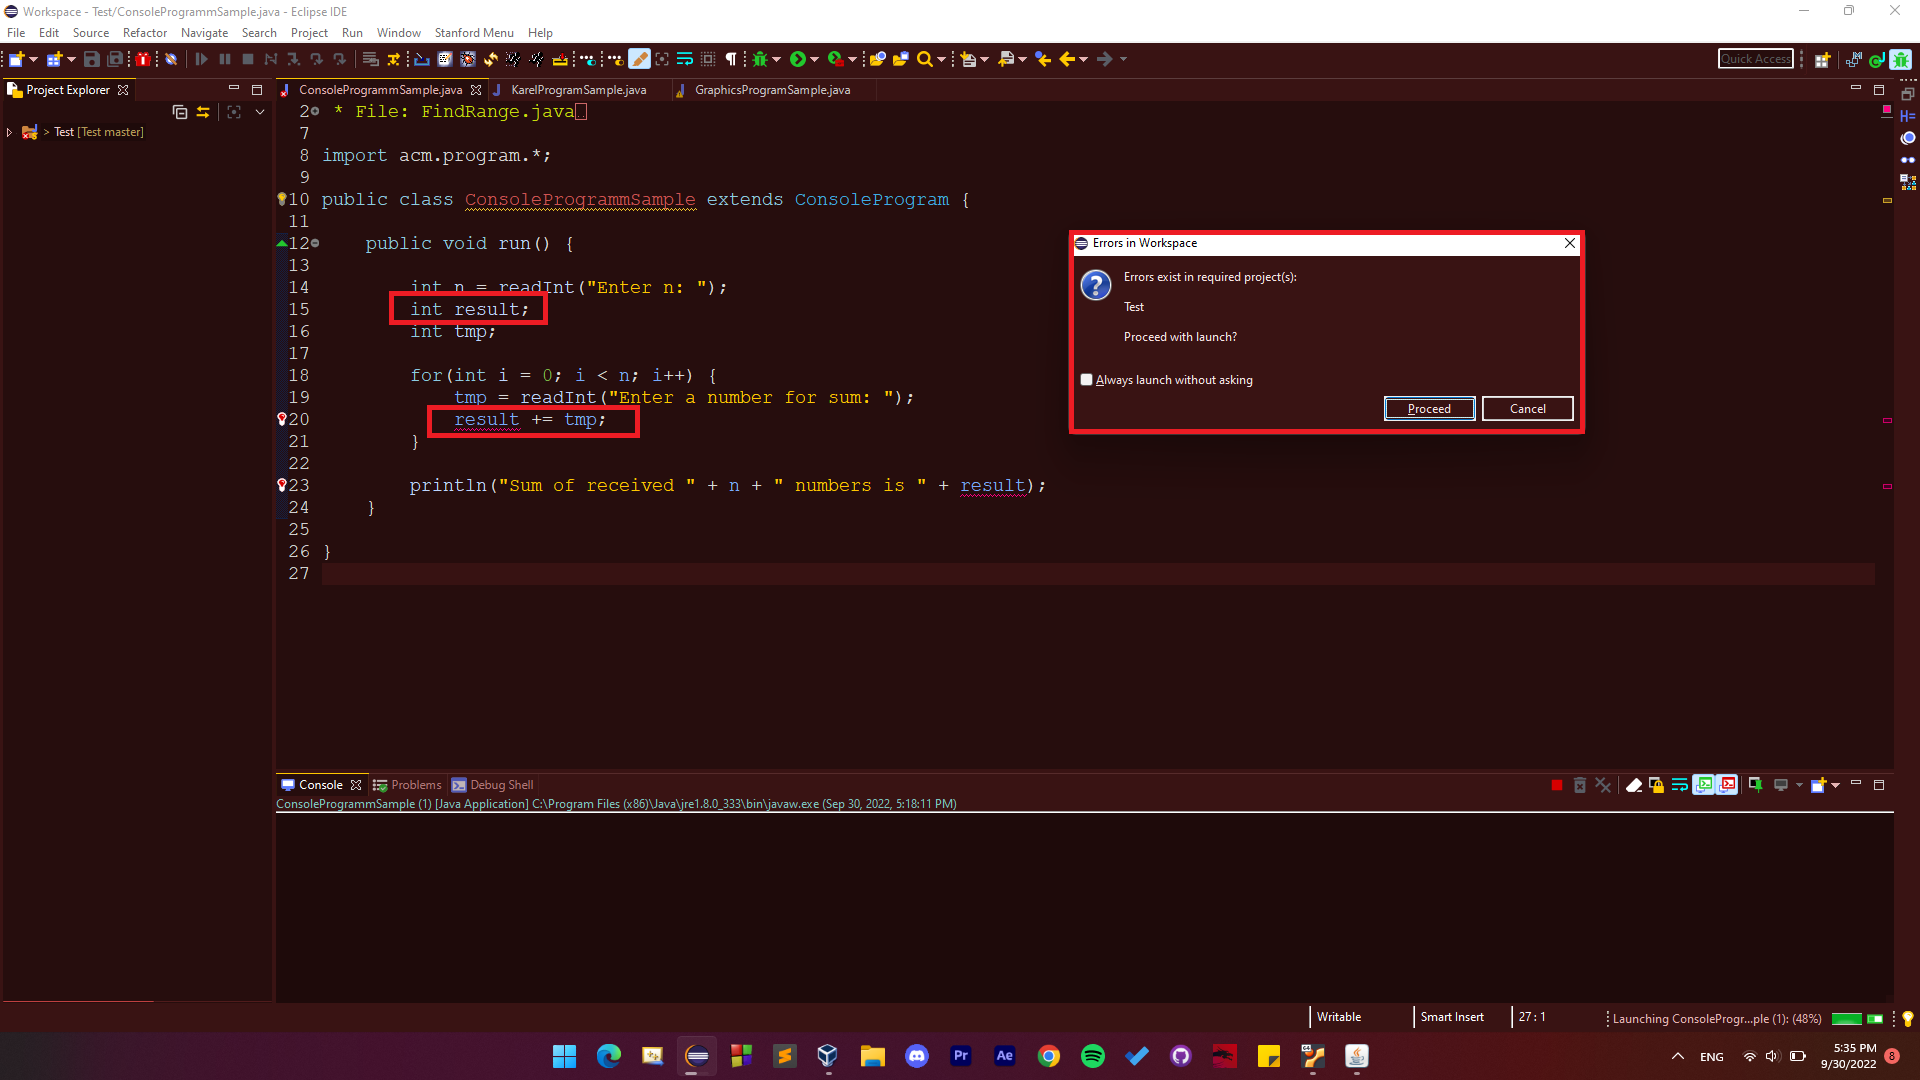 Workspace - Test/ConsoleProgrammSample.java - Eclipse IDE
File Edit Source Refactor Navigate Search Project Run Window Stanford Menu Help
Quick Access
Project Explorer
> Test [Test master]
ConsoleProgrammSample.java KarelProgramSample.java GraphicsProgramSample.java
2 * File: FindRange.java
7
8 import acm.program.*;
9
10 public class ConsoleProgrammSample extends ConsoleProgram {
11
12 public void run() {
13
14 int n = readInt("Enter n: ");
15 int result;
16 int tmp;
17
18 for(int i = 0; i < n; i++) {
19 tmp = readInt("Enter a number for sum: ");
20 result += tmp;
21 }
22
23 println("Sum of received " + n + " numbers is " + result);
24 }
25
26 }
27
Errors in Workspace
Errors exist in required project(s):
Test
Proceed with launch?
Always launch without asking
Proceed Cancel
Console Problems Debug Shell
ConsoleProgrammSample (1) [Java Application] C:\Program Files (x86)\Java\jre1.8.0_333\bin\javaw.exe (Sep 30, 2022, 5:18:11 PM)
Writable Smart Insert 27 : 1 Launching ConsoleProgr...ple (1): (48%)
Pr Ae
ENG
5:35 PM
9/30/2022
8